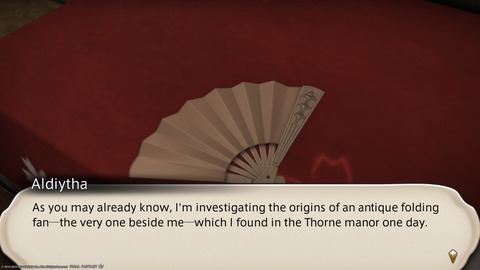 Aldiytha
As you may already know, I'm investigating the origins of an antique folding
fan—the very one beside me—which I found in the Thorne manor one day.